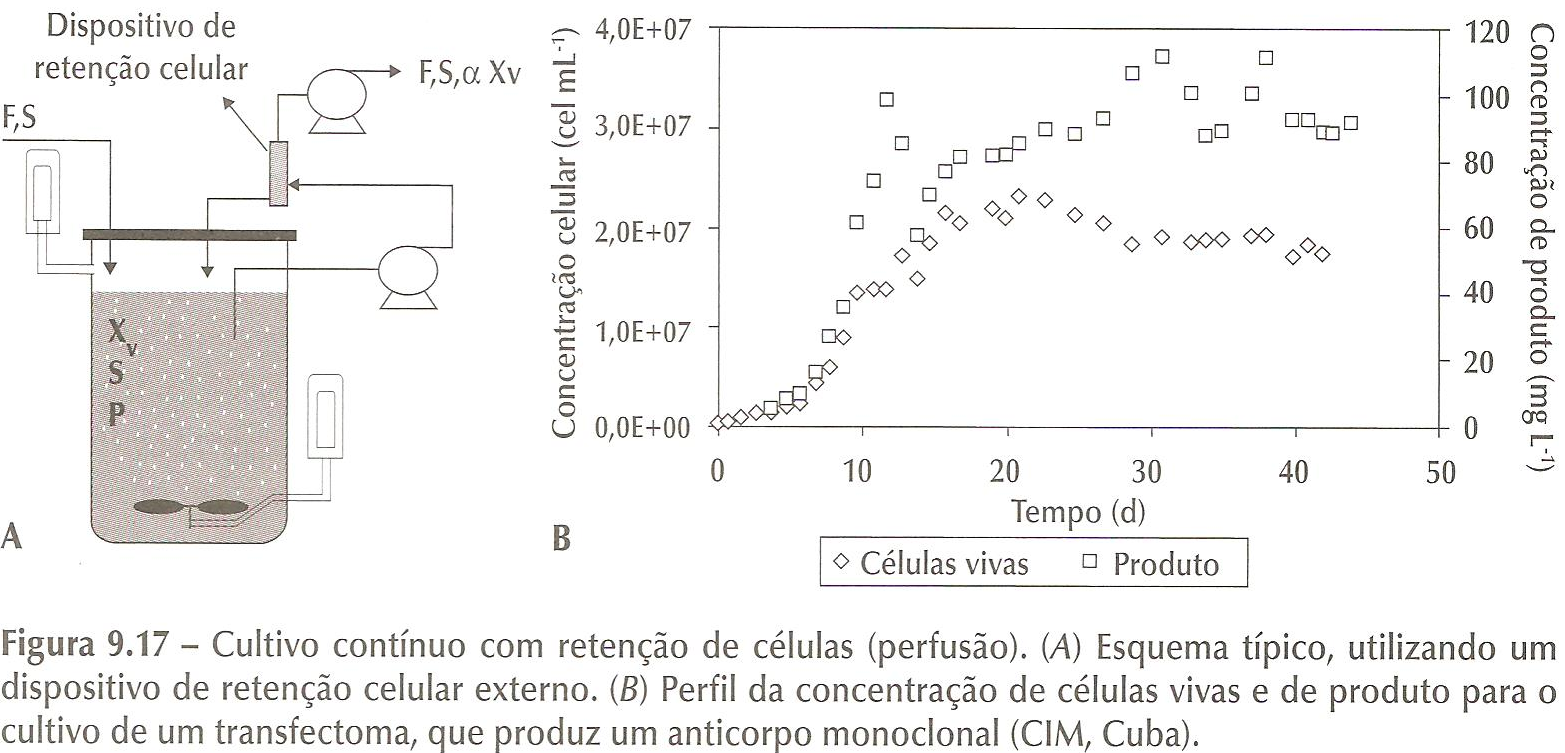 Dispositivo de
retenção celular
F,S,α Xv
F,S
Xv
S
P
A
Concentração celular (cel mL-1)
4,0E+07
3,0E+07
2,0E+07
1,0E+07
0,0E+00
120
100
80
60
40
20
0
Concentração de produto (mg L-1)
0 10 20 30 40 50
Tempo (d)
B
Células vivas Produto
Figura 9.17 – Cultivo contínuo com retenção de células (perfusão). (A) Esquema típico, utilizando um
dispositivo de retenção celular externo. (B) Perfil da concentração de células vivas e de produto para o
cultivo de um transfectoma, que produz um anticorpo monoclonal (CIM, Cuba).